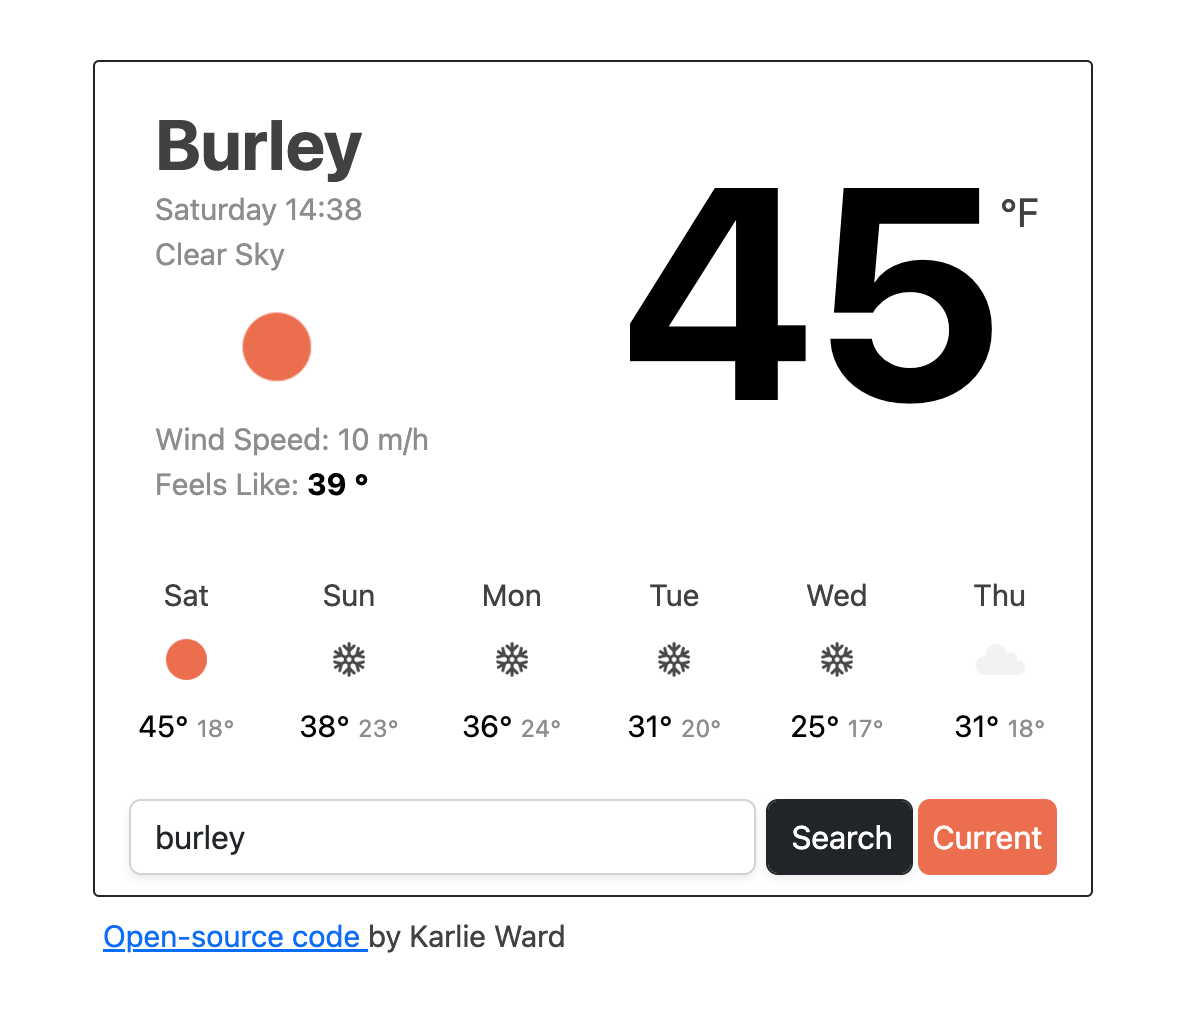 Burley
Saturday 14:38
Clear Sky
45 °F
Wind Speed: 10 m/h
Feels Like: 39 °
Sat Sun Mon Tue Wed Thu
45° 18° 38° 23° 36° 24° 31° 20° 25° 17° 31° 18°
burley Search Current
Open-source code by Karlie Ward